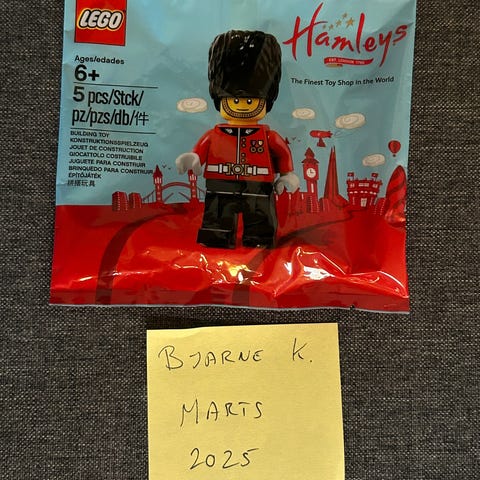 LEGO
Hamleys
EST. LONDON 1760
The Finest Toy Shop in the World
Ages/edades
6+
5 pcs/Stck/
pz/pzs/db/件
BUILDING TOY
KONSTRUKTIONSSPIELZEUG
JOUET DE CONSTRUCTION
GIOCATTOLO COSTRUIBILE
JUGUETE PARA CONSTRUIR
BRINQUEDO PARA CONSTRUIR
ÉPÍTŐJÁTÉK
拼搭玩具
BJARNE K.
MARTS
2025